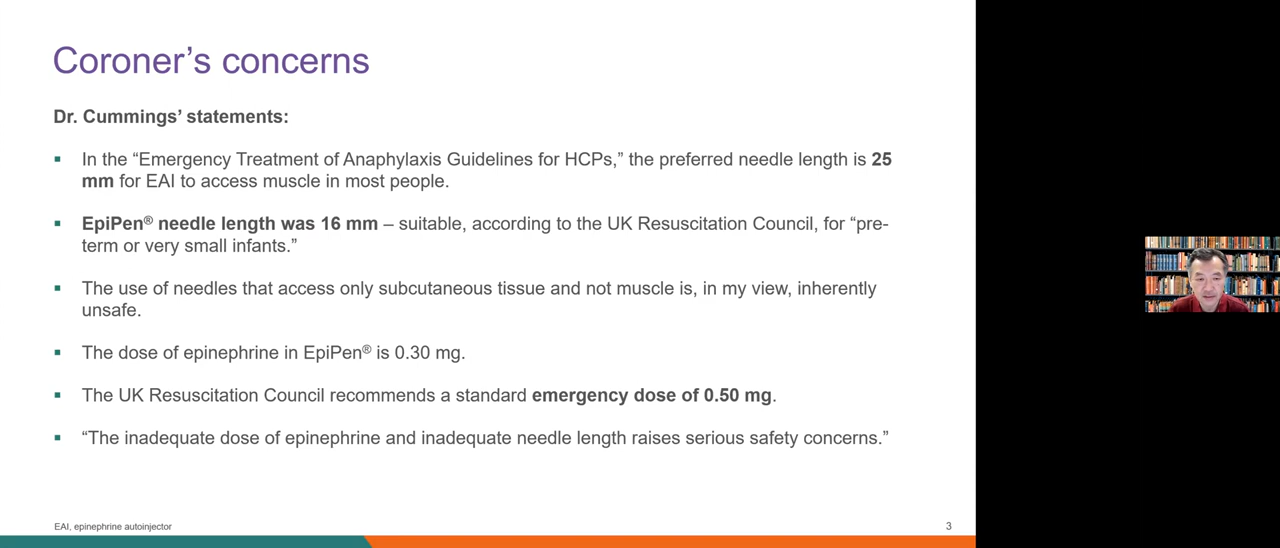 Coroner’s concerns
Dr. Cummings’ statements:
▪ In the “Emergency Treatment of Anaphylaxis Guidelines for HCPs,” the preferred needle length is 25
mm for EAI to access muscle in most people.
▪ EpiPen® needle length was 16 mm – suitable, according to the UK Resuscitation Council, for “pre-
term or very small infants.”
▪ The use of needles that access only subcutaneous tissue and not muscle is, in my view, inherently
unsafe.
▪ The dose of epinephrine in EpiPen® is 0.30 mg.
▪ The UK Resuscitation Council recommends a standard emergency dose of 0.50 mg.
▪ “The inadequate dose of epinephrine and inadequate needle length raises serious safety concerns.”
EAI, epinephrine autoinjector
3